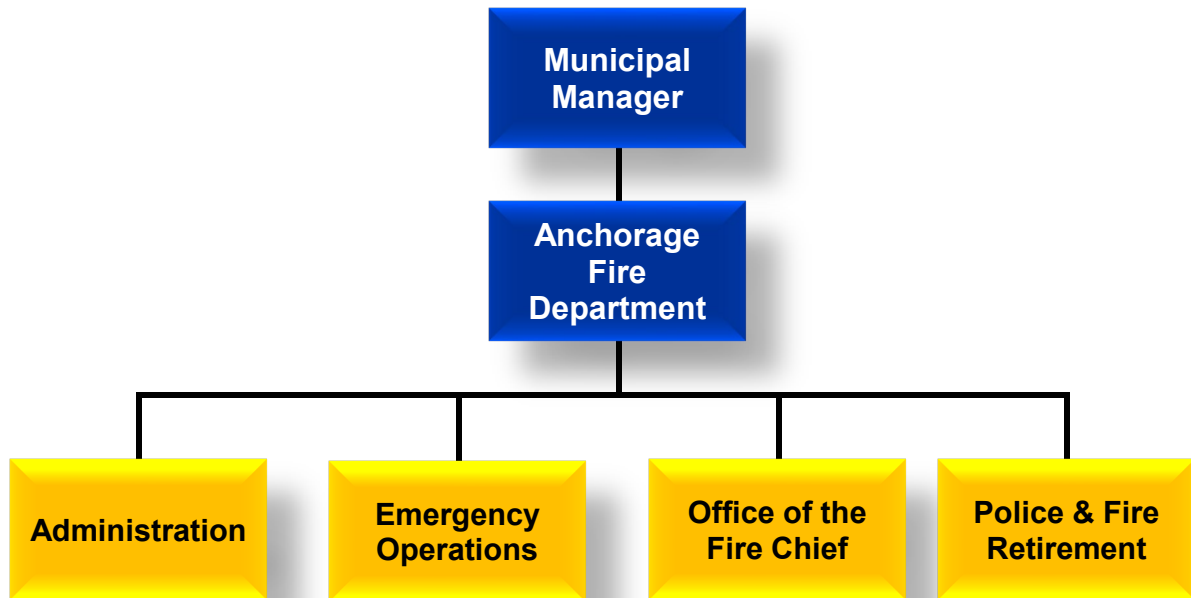 Municipal
Manager
Anchorage
Fire
Department
Administration
Emergency
Operations
Office of the
Fire Chief
Police & Fire
Retirement